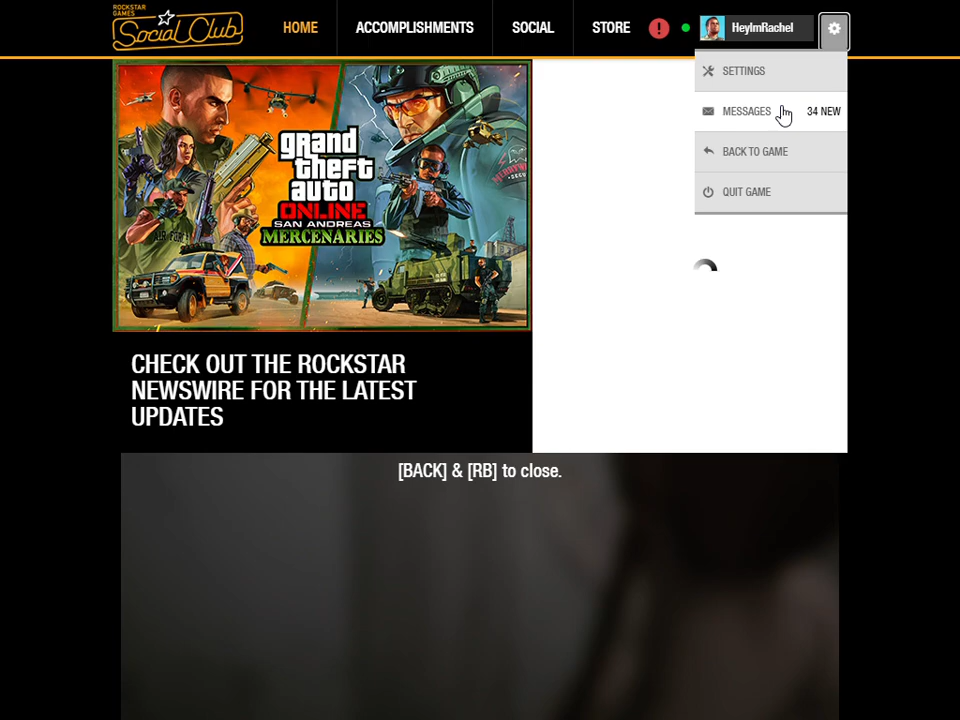 ROCKSTAR
GAMES
Social Club
HOME
ACCOMPLISHMENTS
SOCIAL
STORE
HeyImRachel
SETTINGS
MESSAGES 34 NEW
BACK TO GAME
QUIT GAME
grand
theft
auto
ONLINE
SAN ANDREAS
MERCENARIES
CHECK OUT THE ROCKSTAR
NEWSWIRE FOR THE LATEST
UPDATES
[BACK] & [RB] to close.